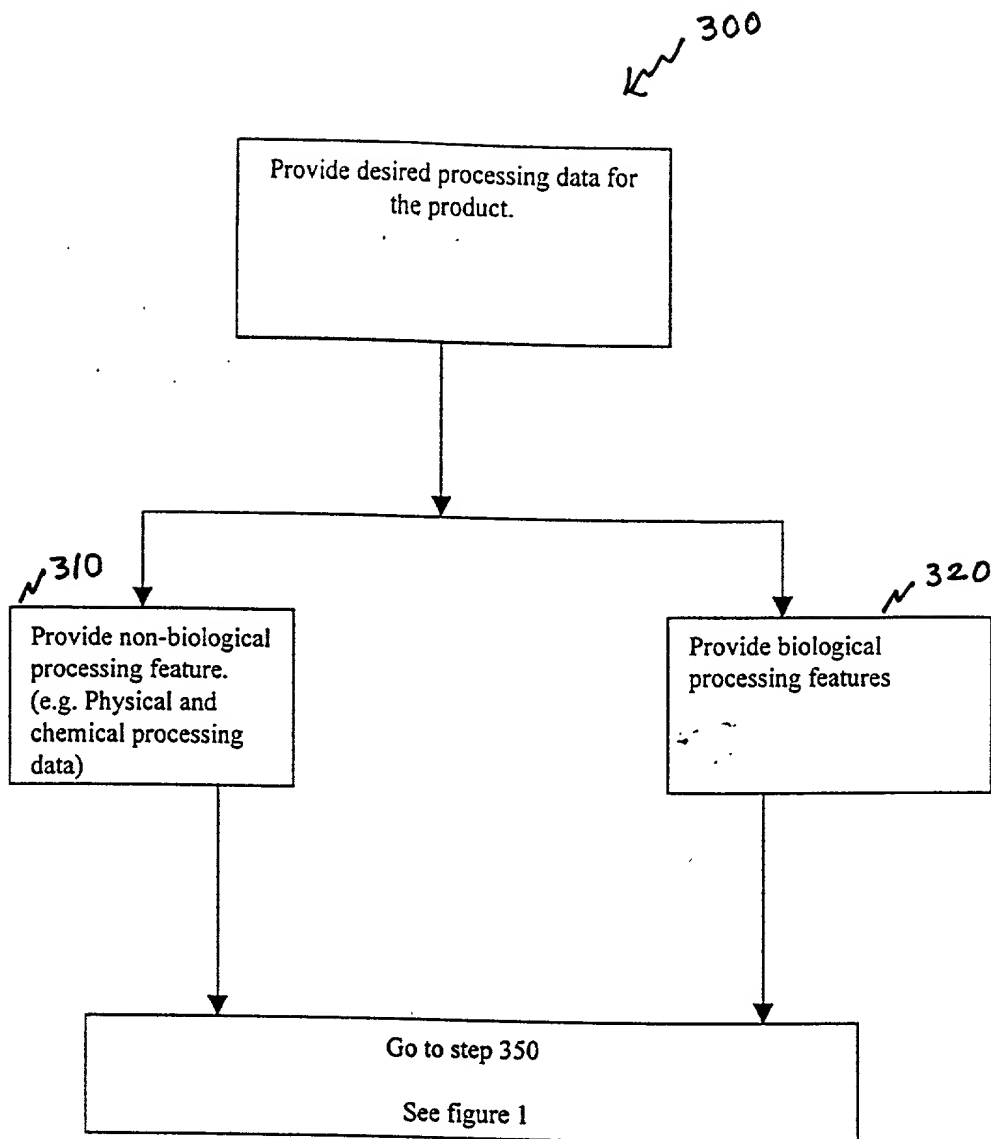 300
Provide desired processing data for
the product.
310
Provide non-biological
processing feature.
(e.g. Physical and
chemical processing
data)
320
Provide biological
processing features
Go to step 350
See figure 1